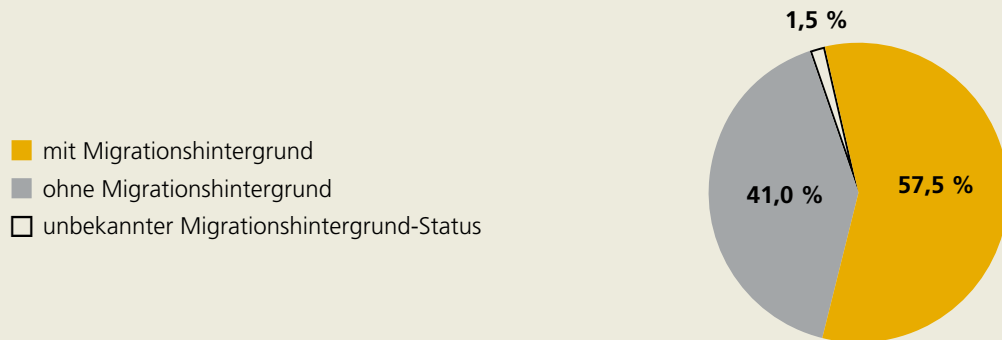 1,5 %
mit Migrationshintergrund
ohne Migrationshintergrund
unbekannter Migrationshintergrund-Status
41,0 %
57,5 %